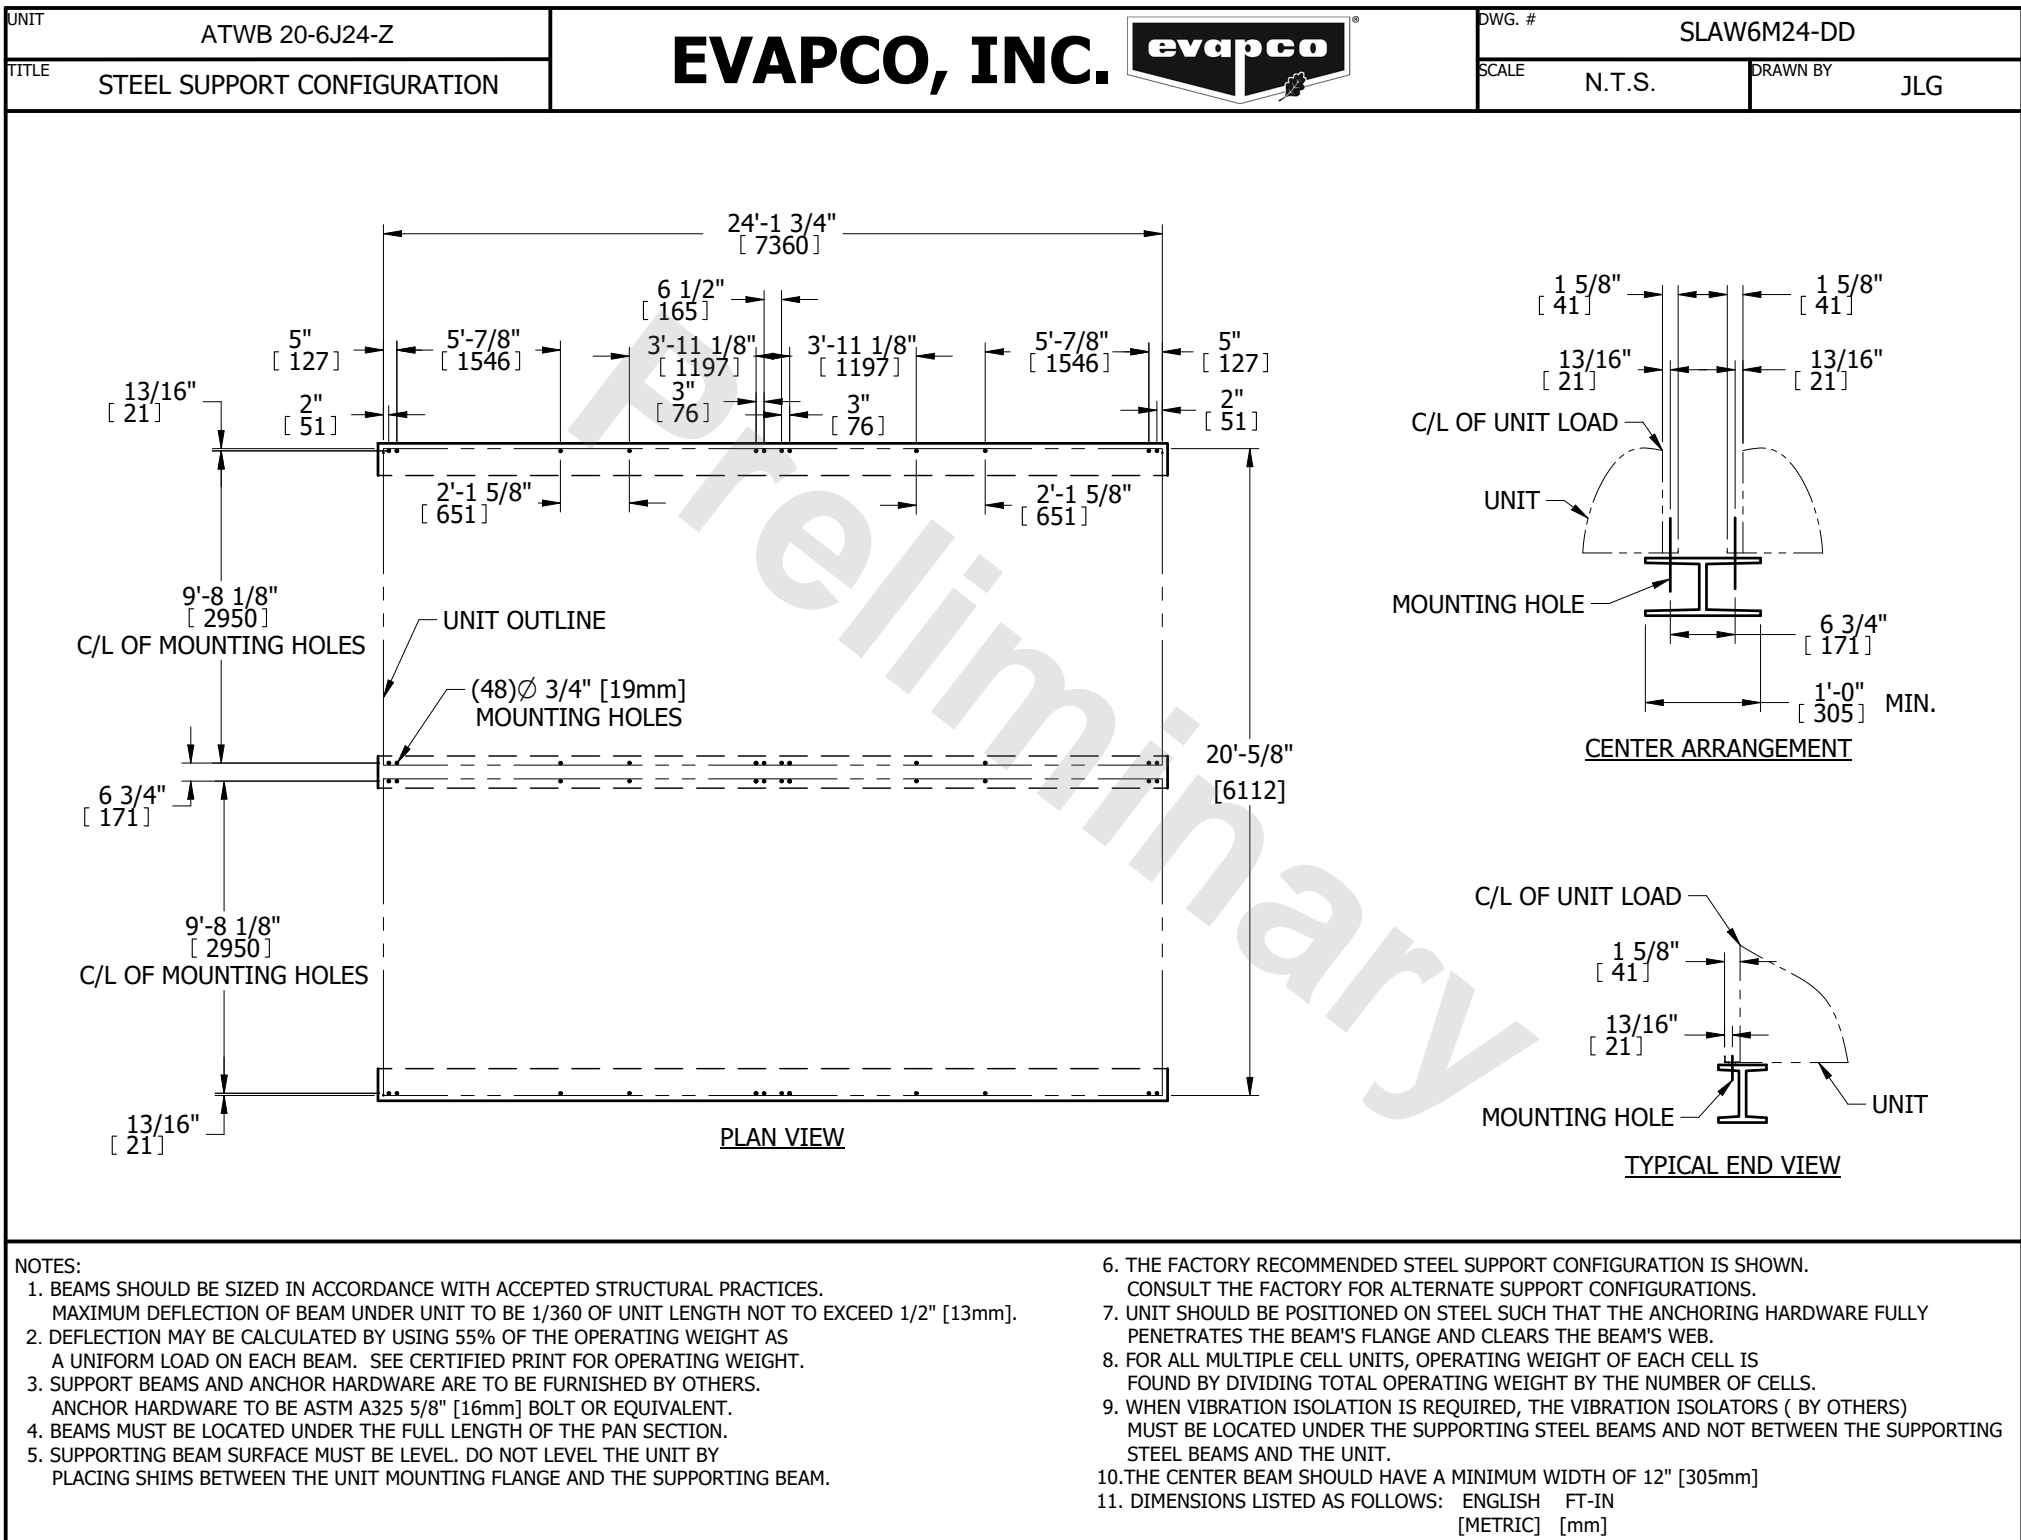 UNIT
ATWB 20-6J24-Z
TITLE
STEEL SUPPORT CONFIGURATION
EVAPCO, INC.
evapco
®
DWG. #
SLAW6M24-DD
SCALE
N.T.S.
DRAWN BY
JLG
24'-1 3/4"
[ 7360 ]
6 1/2"
[ 165 ]
5"
[ 127 ]
5'-7/8"
[ 1546 ]
3'-11 1/8"
[ 1197 ]
3'-11 1/8"
[ 1197 ]
5'-7/8"
[ 1546 ]
5"
[ 127 ]
13/16"
[ 21 ]
2"
[ 51 ]
3"
[ 76 ]
3"
[ 76 ]
2"
[ 51 ]
2'-1 5/8"
[ 651 ]
2'-1 5/8"
[ 651 ]
9'-8 1/8"
[ 2950 ]
C/L OF MOUNTING HOLES
UNIT OUTLINE
(48)Ø 3/4" [19mm]
MOUNTING HOLES
6 3/4"
[ 171 ]
20'-5/8"
[6112]
9'-8 1/8"
[ 2950 ]
C/L OF MOUNTING HOLES
13/16"
[ 21 ]
PLAN VIEW
Preliminary
1 5/8"
[ 41 ]
1 5/8"
[ 41 ]
13/16"
[ 21 ]
13/16"
[ 21 ]
C/L OF UNIT LOAD
UNIT
MOUNTING HOLE
6 3/4"
[ 171 ]
1'-0"
[ 305 ] MIN.
CENTER ARRANGEMENT
C/L OF UNIT LOAD
1 5/8"
[ 41 ]
13/16"
[ 21 ]
MOUNTING HOLE
UNIT
TYPICAL END VIEW
NOTES:
1. BEAMS SHOULD BE SIZED IN ACCORDANCE WITH ACCEPTED STRUCTURAL PRACTICES.
MAXIMUM DEFLECTION OF BEAM UNDER UNIT TO BE 1/360 OF UNIT LENGTH NOT TO EXCEED 1/2" [13mm].
2. DEFLECTION MAY BE CALCULATED BY USING 55% OF THE OPERATING WEIGHT AS
A UNIFORM LOAD ON EACH BEAM. SEE CERTIFIED PRINT FOR OPERATING WEIGHT.
3. SUPPORT BEAMS AND ANCHOR HARDWARE ARE TO BE FURNISHED BY OTHERS.
ANCHOR HARDWARE TO BE ASTM A325 5/8" [16mm] BOLT OR EQUIVALENT.
4. BEAMS MUST BE LOCATED UNDER THE FULL LENGTH OF THE PAN SECTION.
5. SUPPORTING BEAM SURFACE MUST BE LEVEL. DO NOT LEVEL THE UNIT BY
PLACING SHIMS BETWEEN THE UNIT MOUNTING FLANGE AND THE SUPPORTING BEAM.
6. THE FACTORY RECOMMENDED STEEL SUPPORT CONFIGURATION IS SHOWN.
CONSULT THE FACTORY FOR ALTERNATE SUPPORT CONFIGURATIONS.
7. UNIT SHOULD BE POSITIONED ON STEEL SUCH THAT THE ANCHORING HARDWARE FULLY
PENETRATES THE BEAM'S FLANGE AND CLEARS THE BEAM'S WEB.
8. FOR ALL MULTIPLE CELL UNITS, OPERATING WEIGHT OF EACH CELL IS
FOUND BY DIVIDING TOTAL OPERATING WEIGHT BY THE NUMBER OF CELLS.
9. WHEN VIBRATION ISOLATION IS REQUIRED, THE VIBRATION ISOLATORS ( BY OTHERS)
MUST BE LOCATED UNDER THE SUPPORTING STEEL BEAMS AND NOT BETWEEN THE SUPPORTING
STEEL BEAMS AND THE UNIT.
10.THE CENTER BEAM SHOULD HAVE A MINIMUM WIDTH OF 12" [305mm]
11. DIMENSIONS LISTED AS FOLLOWS: ENGLISH FT-IN
[METRIC] [mm]